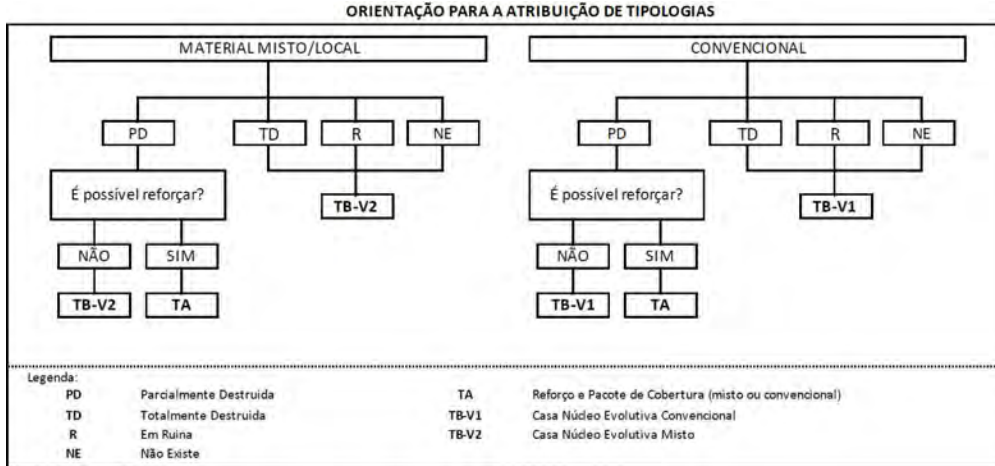 ORIENTAÇÃO PARA A ATRIBUIÇÃO DE TIPOLOGIAS
MATERIAL MISTO/LOCAL
CONVENCIONAL
PD TD R NE
PD TD R NE
É possível reforçar?
TB-V2
É possível reforçar?
TB-V1
NÃO SIM
NÃO SIM
TB-V2 TA
TB-V1 TA
Legenda:
PD Parcialmente Destruida
TD Totalmente Destruida
R Em Ruina
NE Não Existe
TA Reforço e Pacote de Cobertura (misto ou convencional)
TB-V1 Casa Núcleo Evolutiva Convencional
TB-V2 Casa Núcleo Evolutiva Misto